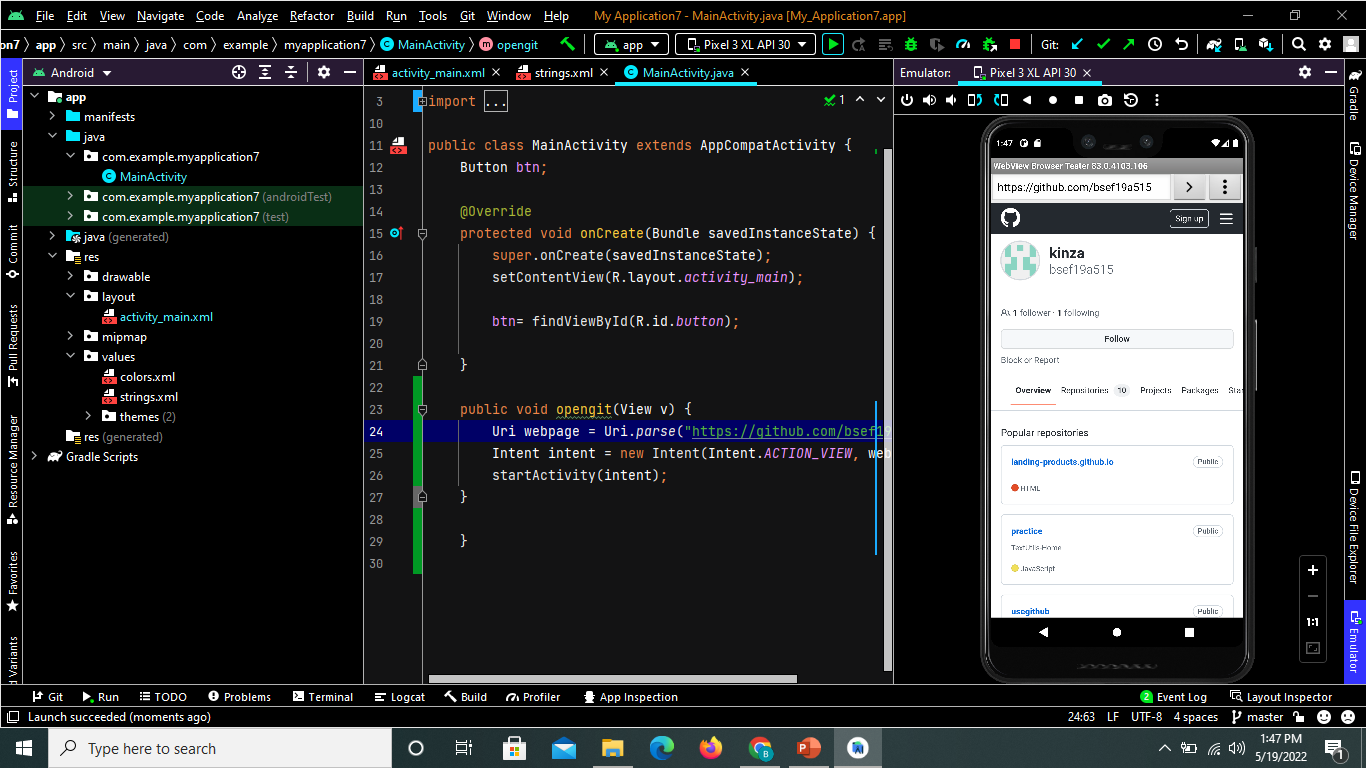 File Edit View Navigate Code Analyze Refactor Build Run Tools Git Window Help My Application7 - MainActivity.java [My_Application7.app]
on7 app src main java com example myapplication7 MainActivity opengit app Pixel 3 XL API 30 Git:
Android activity_main.xml strings.xml MainActivity.java Emulator: Pixel 3 XL API 30
Project
Structure
Commit
Pull Requests
Resource Manager
Favorites
d Variants
app
manifests
java
com.example.myapplication7
MainActivity
com.example.myapplication7 (androidTest)
com.example.myapplication7 (test)
java (generated)
res
drawable
layout
activity_main.xml
mipmap
values
colors.xml
strings.xml
themes (2)
res (generated)
Gradle Scripts
3 import ... 1
10
11 public class MainActivity extends AppCompatActivity {
12 Button btn;
13
14 @Override
15 protected void onCreate(Bundle savedInstanceState) {
16 super.onCreate(savedInstanceState);
17 setContentView(R.layout.activity_main);
18
19 btn= findViewById(R.id.button);
20
21 }
22
23 public void opengit(View v) {
24 Uri webpage = Uri.parse("https://github.com/bsef19
25 Intent intent = new Intent(Intent.ACTION_VIEW, web
26 startActivity(intent);
27 }
28
29 }
30
1:47
WebView Browser Tester 83.0.4103.106
https://github.com/bsef19a515
Sign up
kinza
bsef19a515
1 follower · 1 following
Follow
Block or Report
Overview Repositories 10 Projects Packages Star
Popular repositories
landing-products.github.io Public
HTML
practice Public
TextUtils-Home
JavaScript
usegithub Public
1:1
Gradle
Device Manager
Device File Explorer
Emulator
Git Run TODO Problems Terminal Logcat Build Profiler App Inspection 2 Event Log Layout Inspector
Launch succeeded (moments ago) 24:63 LF UTF-8 4 spaces master
Type here to search
1:47 PM
5/19/2022
1